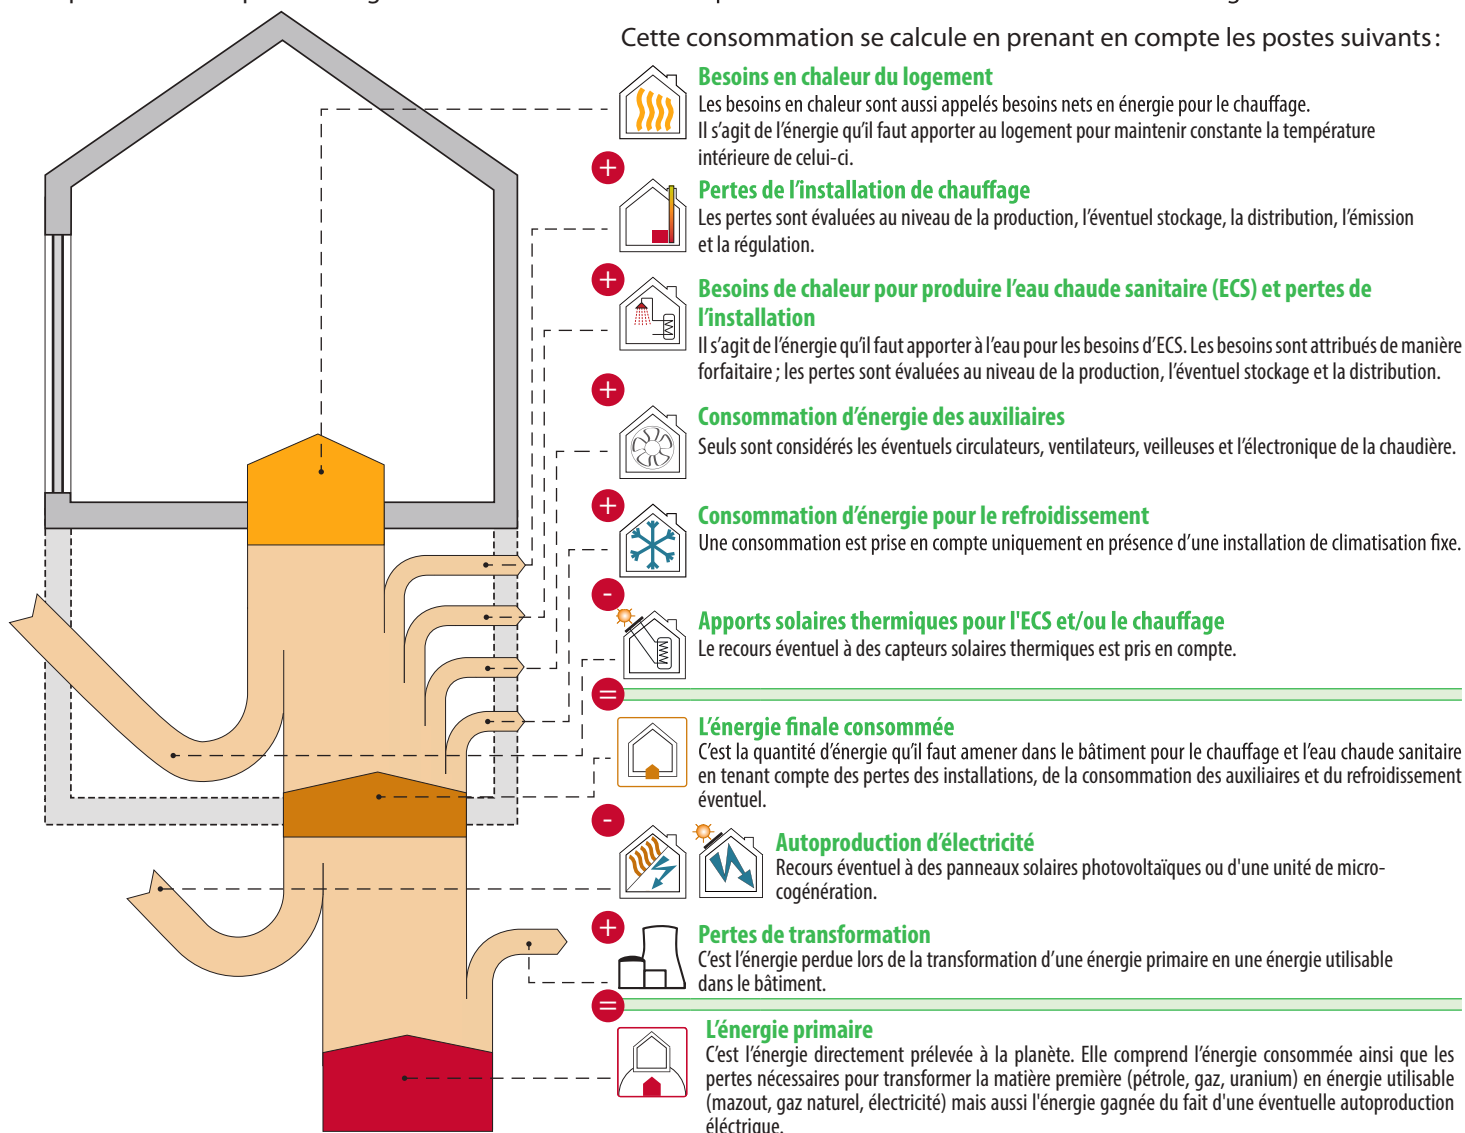 Cette consommation se calcule en prenant en compte les postes suivants :
Besoins en chaleur du logement
Les besoins en chaleur sont aussi appelés besoins nets en énergie pour le chauffage.
Il s’agit de l’énergie qu’il faut apporter au logement pour maintenir constante la température
intérieure de celui-ci.
+
Pertes de l’installation de chauffage
Les pertes sont évaluées au niveau de la production, l’éventuel stockage, la distribution, l’émission
et la régulation.
+
Besoins de chaleur pour produire l’eau chaude sanitaire (ECS) et pertes de
l’installation
Il s’agit de l’énergie qu’il faut apporter à l’eau pour les besoins d’ECS. Les besoins sont attribués de manière
forfaitaire ; les pertes sont évaluées au niveau de la production, l’éventuel stockage et la distribution.
+
Consommation d’énergie des auxiliaires
Seuls sont considérés les éventuels circulateurs, ventilateurs, veilleuses et l’électronique de la chaudière.
+
Consommation d’énergie pour le refroidissement
Une consommation est prise en compte uniquement en présence d’une installation de climatisation fixe.
-
Apports solaires thermiques pour l'ECS et/ou le chauffage
Le recours éventuel à des capteurs solaires thermiques est pris en compte.
=
L’énergie finale consommée
C’est la quantité d’énergie qu’il faut amener dans le bâtiment pour le chauffage et l’eau chaude sanitaire
en tenant compte des pertes des installations, de la consommation des auxiliaires et du refroidissement
éventuel.
-
Autoproduction d’électricité
Recours éventuel à des panneaux solaires photovoltaïques ou d'une unité de micro-
cogénération.
+
Pertes de transformation
C’est l’énergie perdue lors de la transformation d’une énergie primaire en une énergie utilisable
dans le bâtiment.
=
L’énergie primaire
C’est l’énergie directement prélevée à la planète. Elle comprend l’énergie consommée ainsi que les
pertes nécessaires pour transformer la matière première (pétrole, gaz, uranium) en énergie utilisable
(mazout, gaz naturel, électricité) mais aussi l'énergie gagnée du fait d'une éventuelle autoproduction
éléctrique.